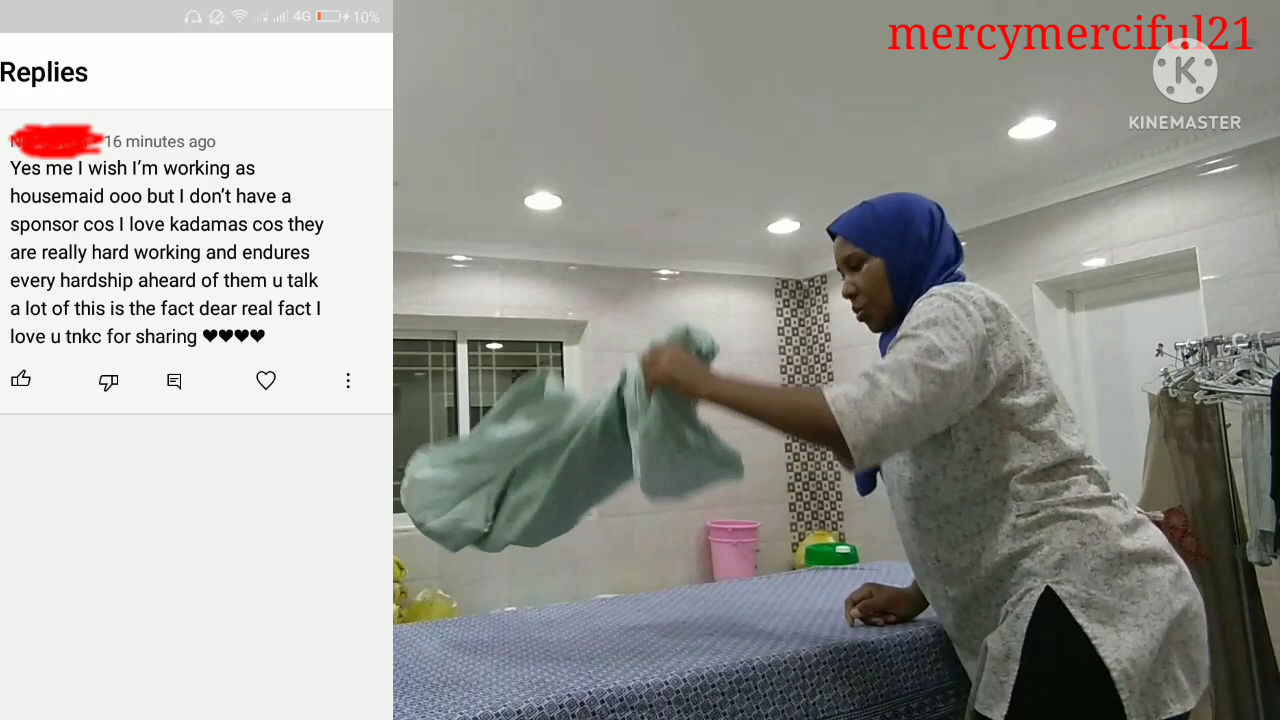 4G
10%
Replies
16 minutes ago
Yes me I wish I'm working as
housemaid ooo but I don't have a
sponsor cos I love kadamas cos they
are really hard working and endures
every hardship aheard of them u talk
a lot of this is the fact dear real fact I
love u tnkc for sharing ♥♥♥♥
mercymerciful21
K
KINEMASTER